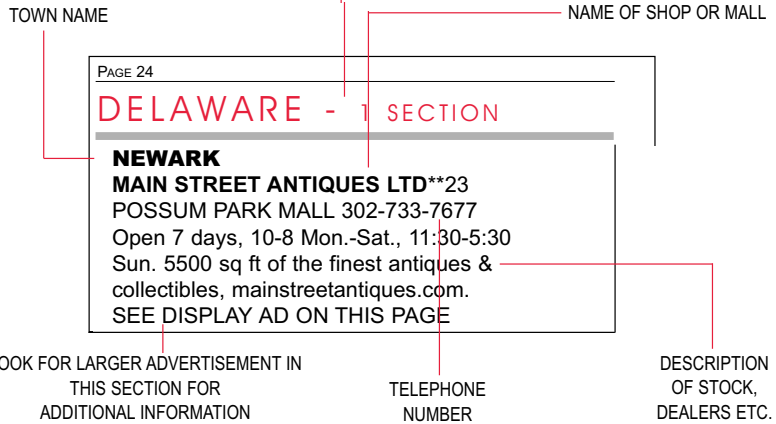 TOWN NAME
NAME OF SHOP OR MALL
PAGE 24
DELAWARE - 1 SECTION
NEWARK
MAIN STREET ANTIQUES LTD**23
POSSUM PARK MALL 302-733-7677
Open 7 days, 10-8 Mon.-Sat., 11:30-5:30
Sun. 5500 sq ft of the finest antiques &
collectibles, mainstreetantiques.com.
SEE DISPLAY AD ON THIS PAGE
OOK FOR LARGER ADVERTISEMENT IN
THIS SECTION FOR
ADDITIONAL INFORMATION
TELEPHONE
NUMBER
DESCRIPTION
OF STOCK,
DEALERS ETC.